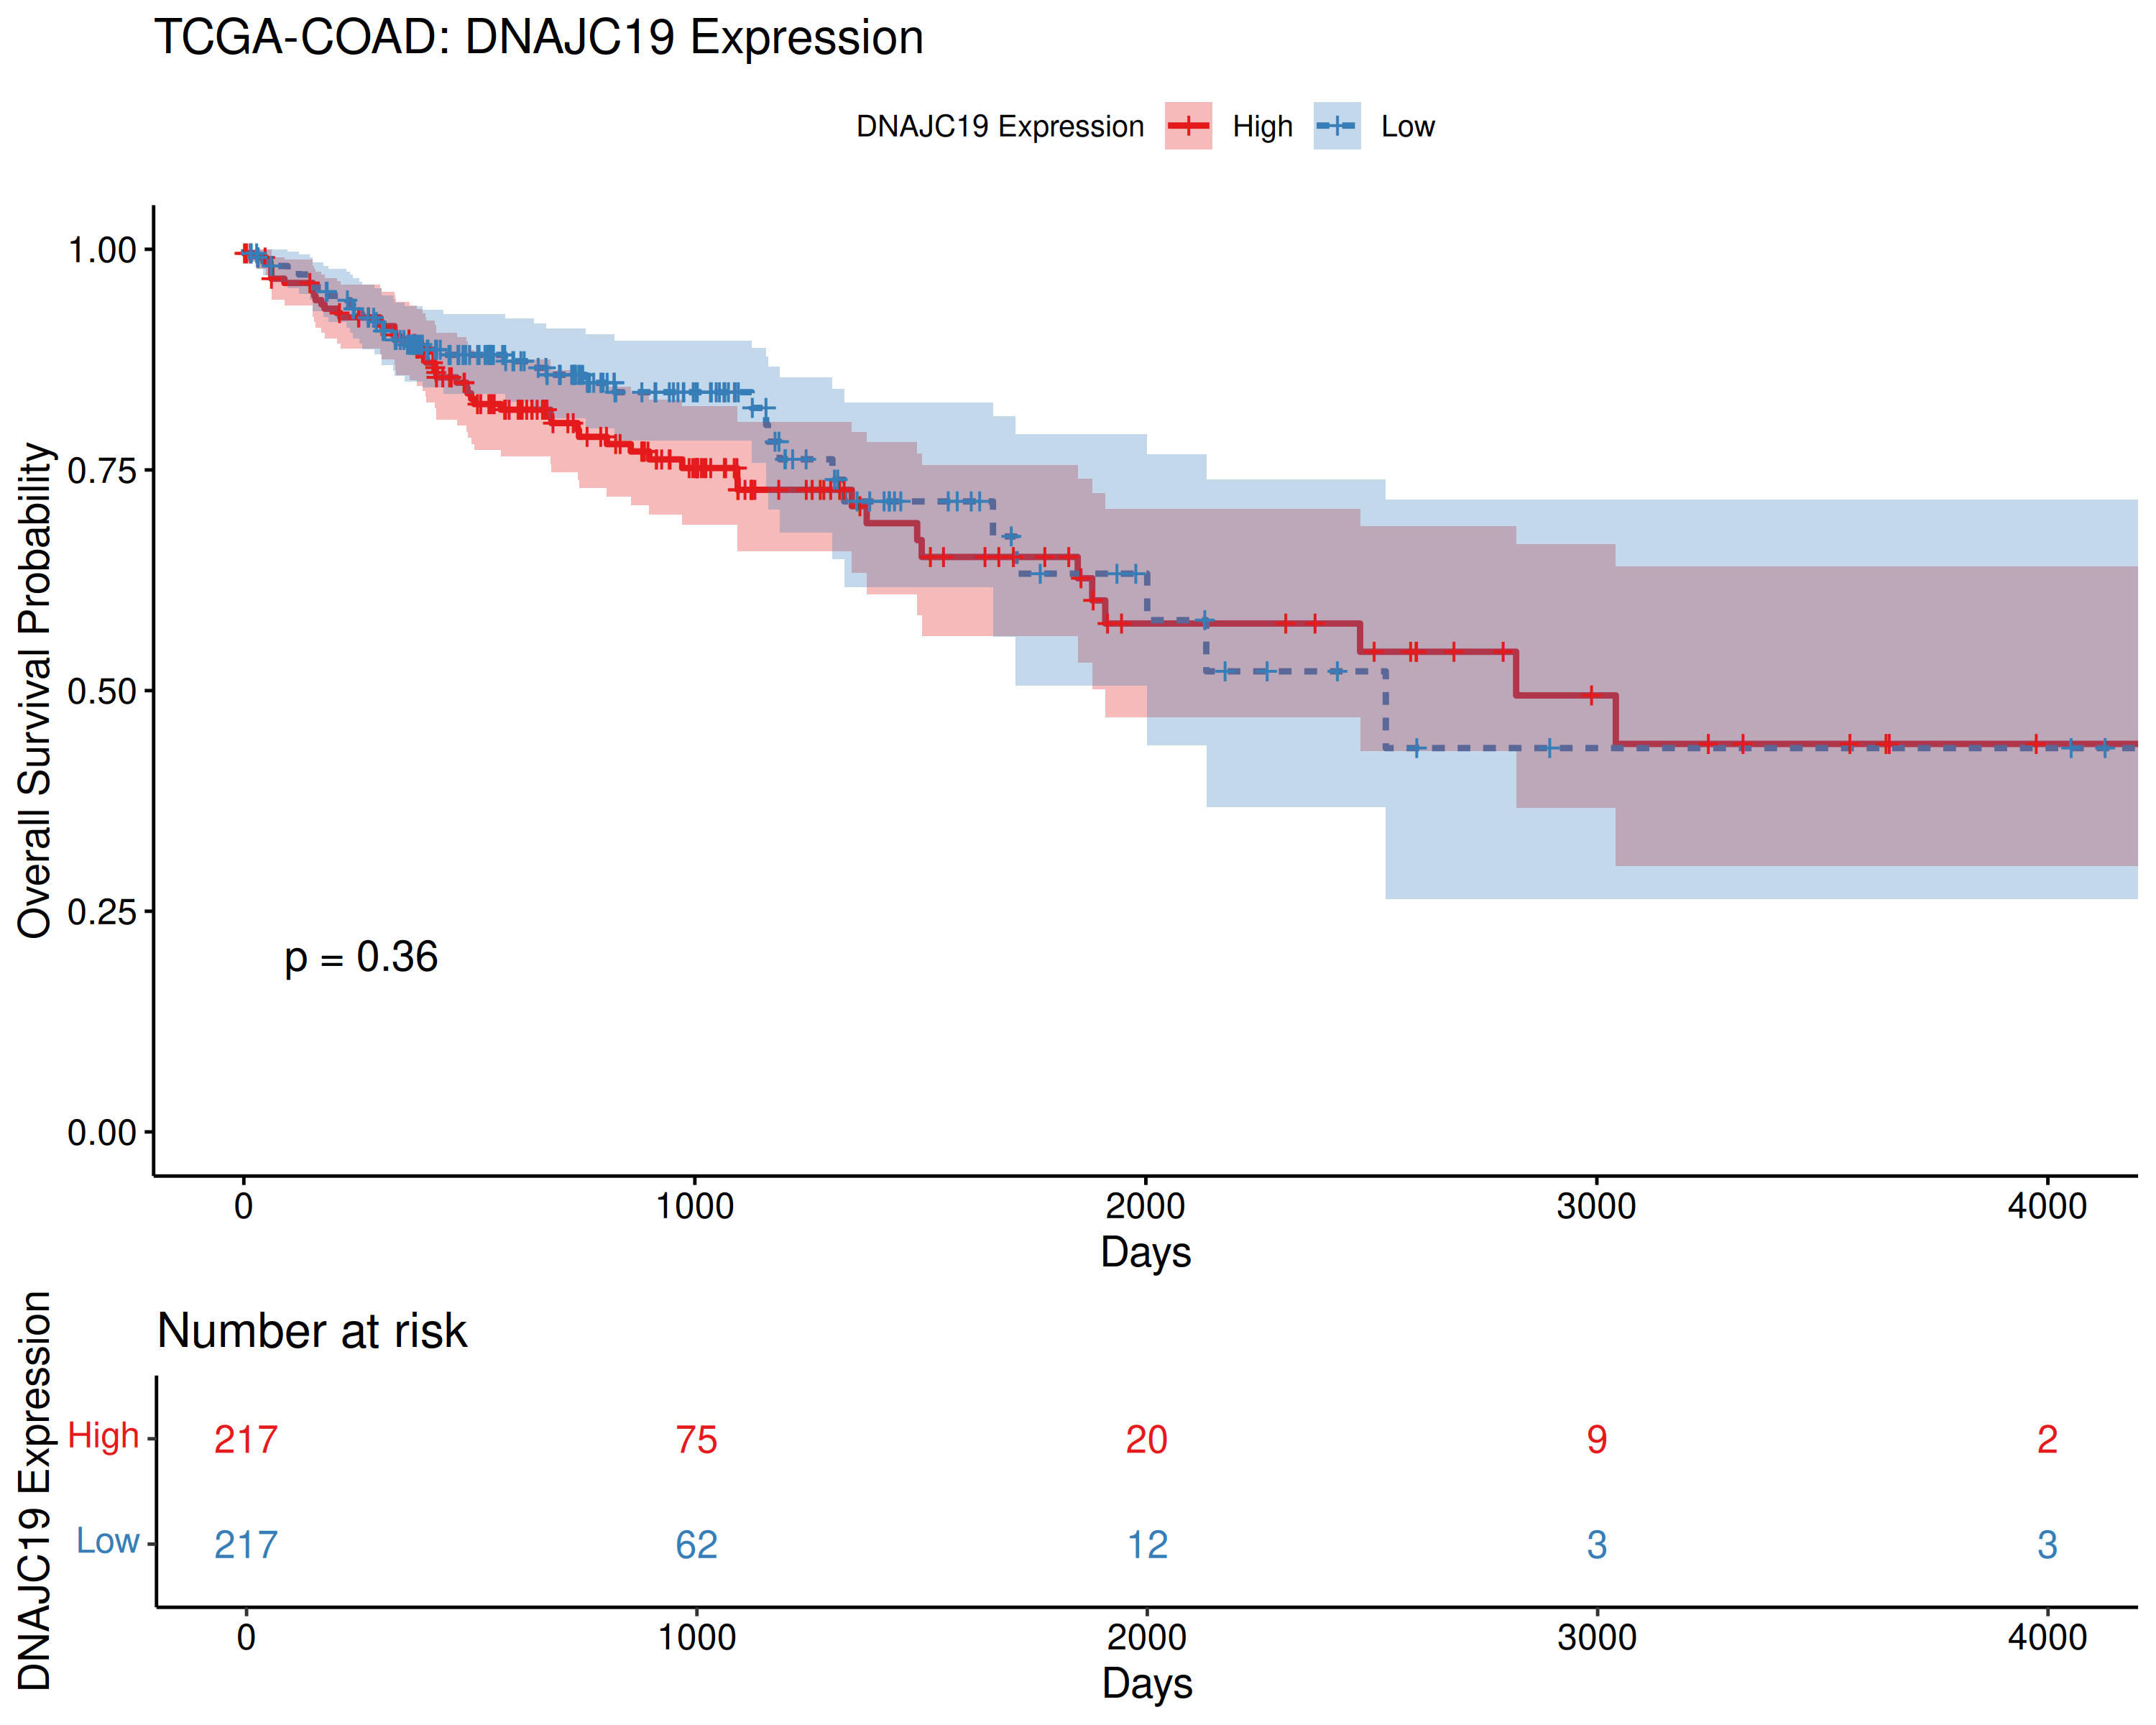 TCGA-COAD: DNAJC19 Expression
DNAJC19 Expression High Low
Overall Survival Probability
1.00
0.75
0.50
0.25
0.00
p = 0.36
0 1000 2000 3000 4000
Days
Number at risk
DNAJC19 Expression
High 217 75 20 9 2
Low 217 62 12 3 3
0 1000 2000 3000 4000
Days